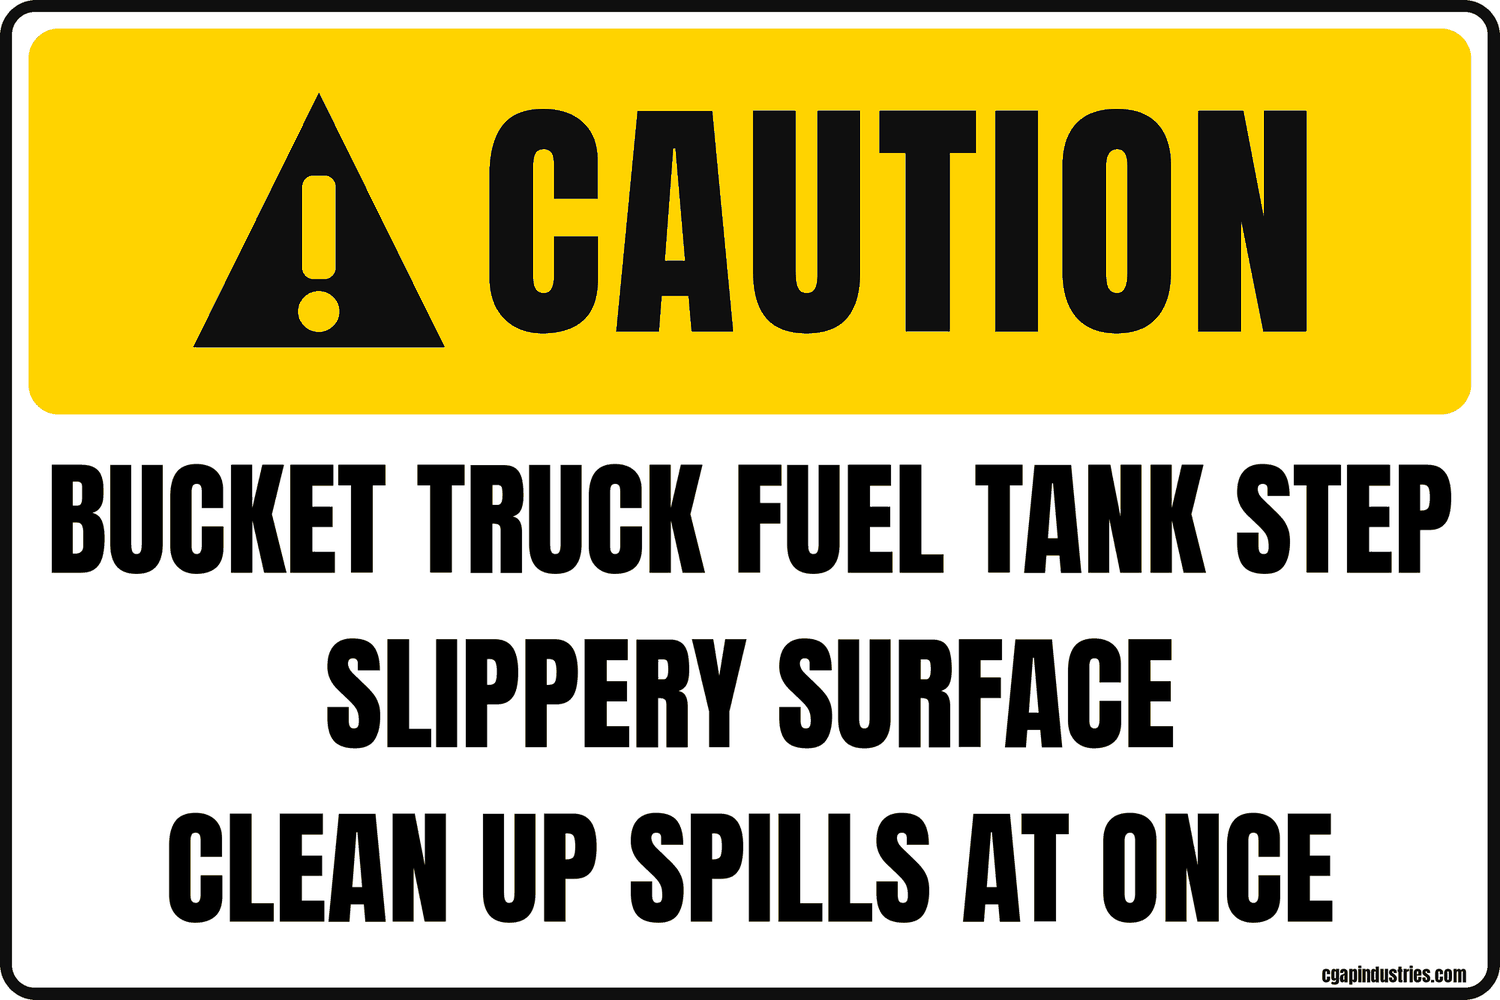 CAUTION
BUCKET TRUCK FUEL TANK STEP
SLIPPERY SURFACE
CLEAN UP SPILLS AT ONCE
cgapindustries.com